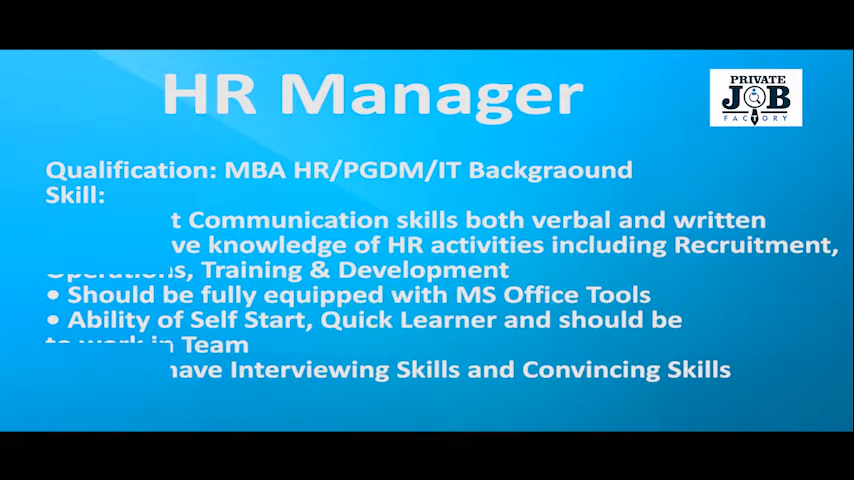 HR Manager
PRIVATE
JOB
FACTORY
Qualification: MBA HR/PGDM/IT Backgraound
Skill:
Communication skills both verbal and written
knowledge of HR activities including Recruitment,
Operations, Training & Development
• Should be fully equipped with MS Office Tools
• Ability of Self Start, Quick Learner and should be
to work in Team
have Interviewing Skills and Convincing Skills